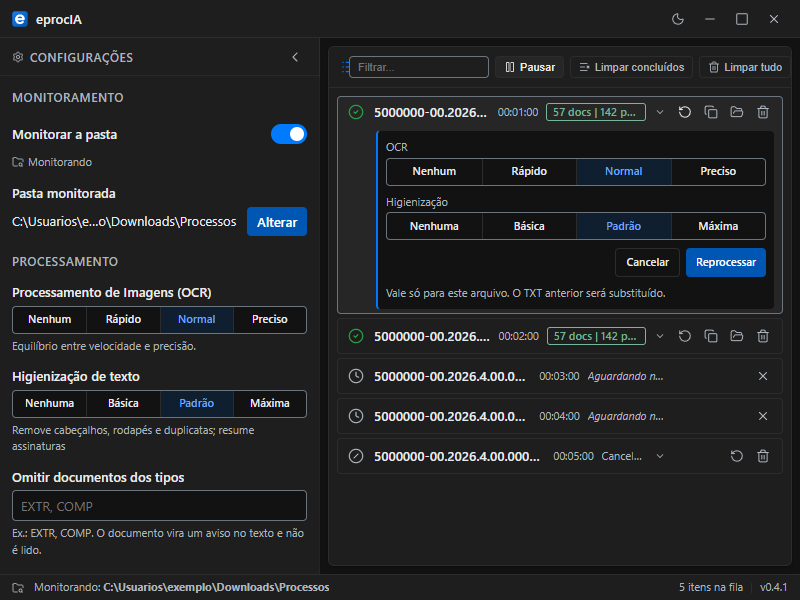 eprocIA
CONFIGURAÇÕES
MONITORAMENTO
Monitorar a pasta
Monitorando
Pasta monitorada
C:\Usuarios\e...o\Downloads\Processos
Alterar
PROCESSAMENTO
Processamento de Imagens (OCR)
Nenhum Rápido Normal Preciso
Equilíbrio entre velocidade e precisão.
Higienização de texto
Nenhuma Básica Padrão Máxima
Remove cabeçalhos, rodapés e duplicatas; resume
assinaturas
Omitir documentos dos tipos
EXTR, COMP
Ex.: EXTR, COMP. O documento vira um aviso no texto e não
é lido.
Filtrar... Pausar Limpar concluídos Limpar tudo
5000000-00.2026.... 00:01:00 57 docs | 142 p...
OCR
Nenhum Rápido Normal Preciso
Higienização
Nenhuma Básica Padrão Máxima
Cancelar Reprocessar
Vale só para este arquivo. O TXT anterior será substituído.
5000000-00.2026.... 00:02:00 57 docs | 142 p...
5000000-00.2026.4.00.0... 00:03:00 Aguardando n...
5000000-00.2026.4.00.0... 00:04:00 Aguardando n...
5000000-00.2026.4.00.000... 00:05:00 Cancel...
Monitorando: C:\Usuarios\exemplo\Downloads\Processos
5 itens na fila v0.4.1